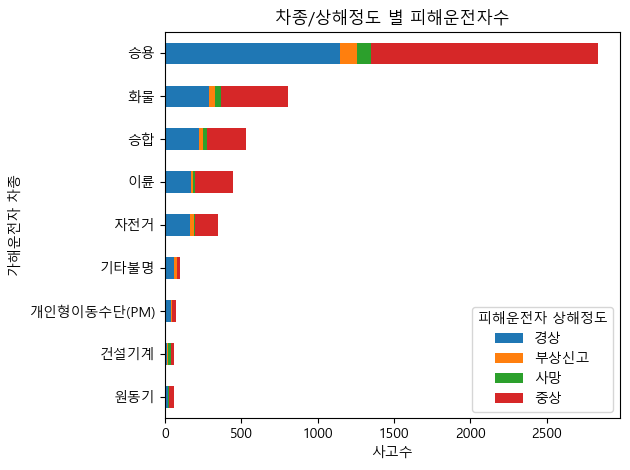 차종/상해정도 별 피해운전자수
가해운전자 차종
승용
화물
승합
이륜
자전거
기타불명
개인형이동수단(PM)
건설기계
원동기
피해운전자 상해정도
경상
부상신고
사망
중상
0 500 1000 1500 2000 2500
사고수